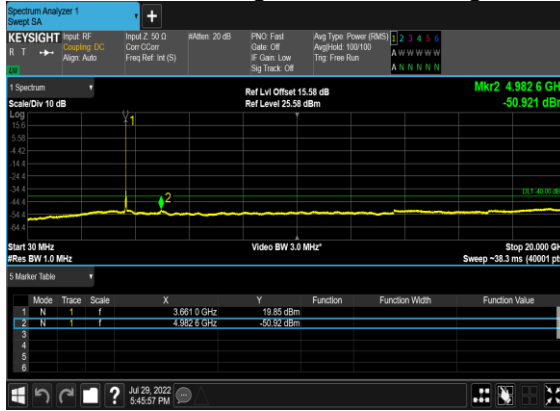 Spectrum Analyzer 1
Swept SA
+
KEYSIGHT
R T
Input: RF
Coupling: DC
Align: Auto
Input Z: 50 Ω
Corr CCorr
Freq Ref: Int (S)
#Atten: 20 dB
PNO: Fast
Gate: Off
IF Gain: Low
Sig Track: Off
Avg Type: Power (RMS)
Avg|Hold: 100/100
Trig: Free Run
1 2 3 4 5 6
A W W W W W
A N N N N N
1 Spectrum
Scale/Div 10 dB
Ref Lvl Offset 15.58 dB
Ref Level 25.58 dBm
Mkr2 4.982 6 GH
-50.921 dBr
Log
15.6
5.58
-4.42
-14.4
-24.4
-34.4
-44.4
-54.4
-64.4
1
2
DL1 -40.00 dB
Start 30 MHz
#Res BW 1.0 MHz
Video BW 3.0 MHz*
Stop 20.000 GH
Sweep ~38.3 ms (40001 pt
5 Marker Table
Mode Trace Scale X Y Function Function Width Function Value
1 N 1 f 3.661 0 GHz 19.85 dBm
2 N 1 f 4.982 6 GHz -50.92 dBm
3
4
5
6
?
Jul 29, 2022
5:45:57 PM